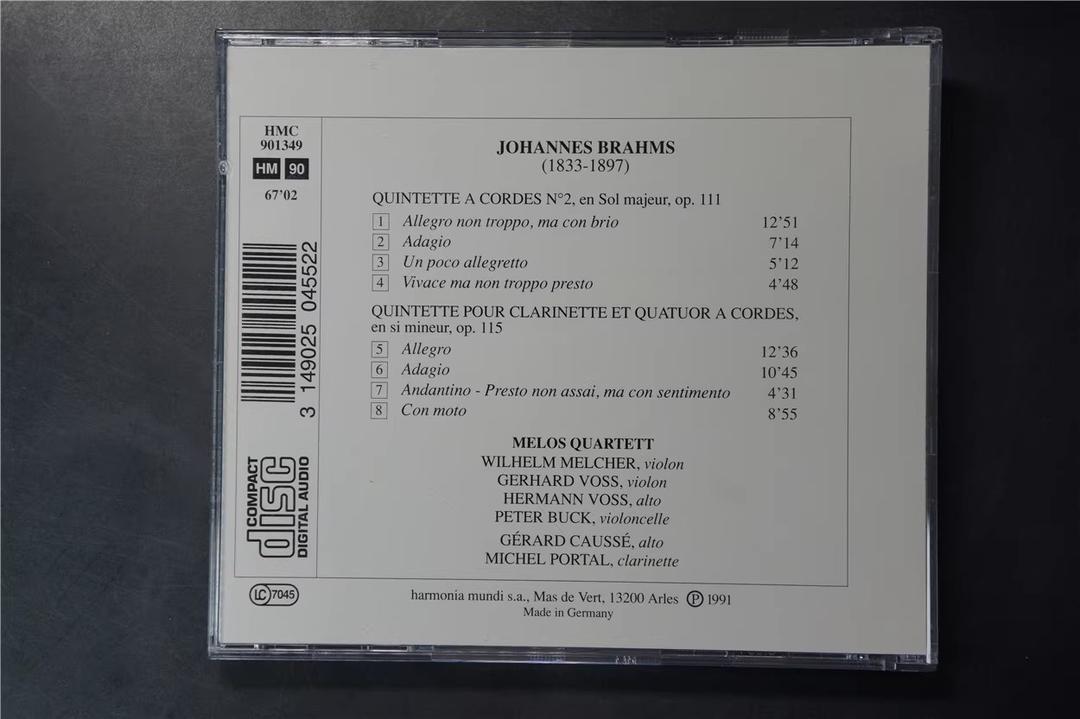 HMC
901349
HM 90
67'02
3 149025 045522
COMPACT
disc
DIGITAL AUDIO
LC 7045
JOHANNES BRAHMS
(1833-1897)
QUINTETTE A CORDES N°2, en Sol majeur, op. 111
1 Allegro non troppo, ma con brio 12'51
2 Adagio 7'14
3 Un poco allegretto 5'12
4 Vivace ma non troppo presto 4'48
QUINTETTE POUR CLARINETTE ET QUATUOR A CORDES,
en si mineur, op. 115
5 Allegro 12'36
6 Adagio 10'45
7 Andantino - Presto non assai, ma con sentimento 4'31
8 Con moto 8'55
MELOS QUARTETT
WILHELM MELCHER, violon
GERHARD VOSS, violon
HERMANN VOSS, alto
PETER BUCK, violoncelle
GÉRARD CAUSSÉ, alto
MICHEL PORTAL, clarinette
harmonia mundi s.a., Mas de Vert, 13200 Arles ℗ 1991
Made in Germany